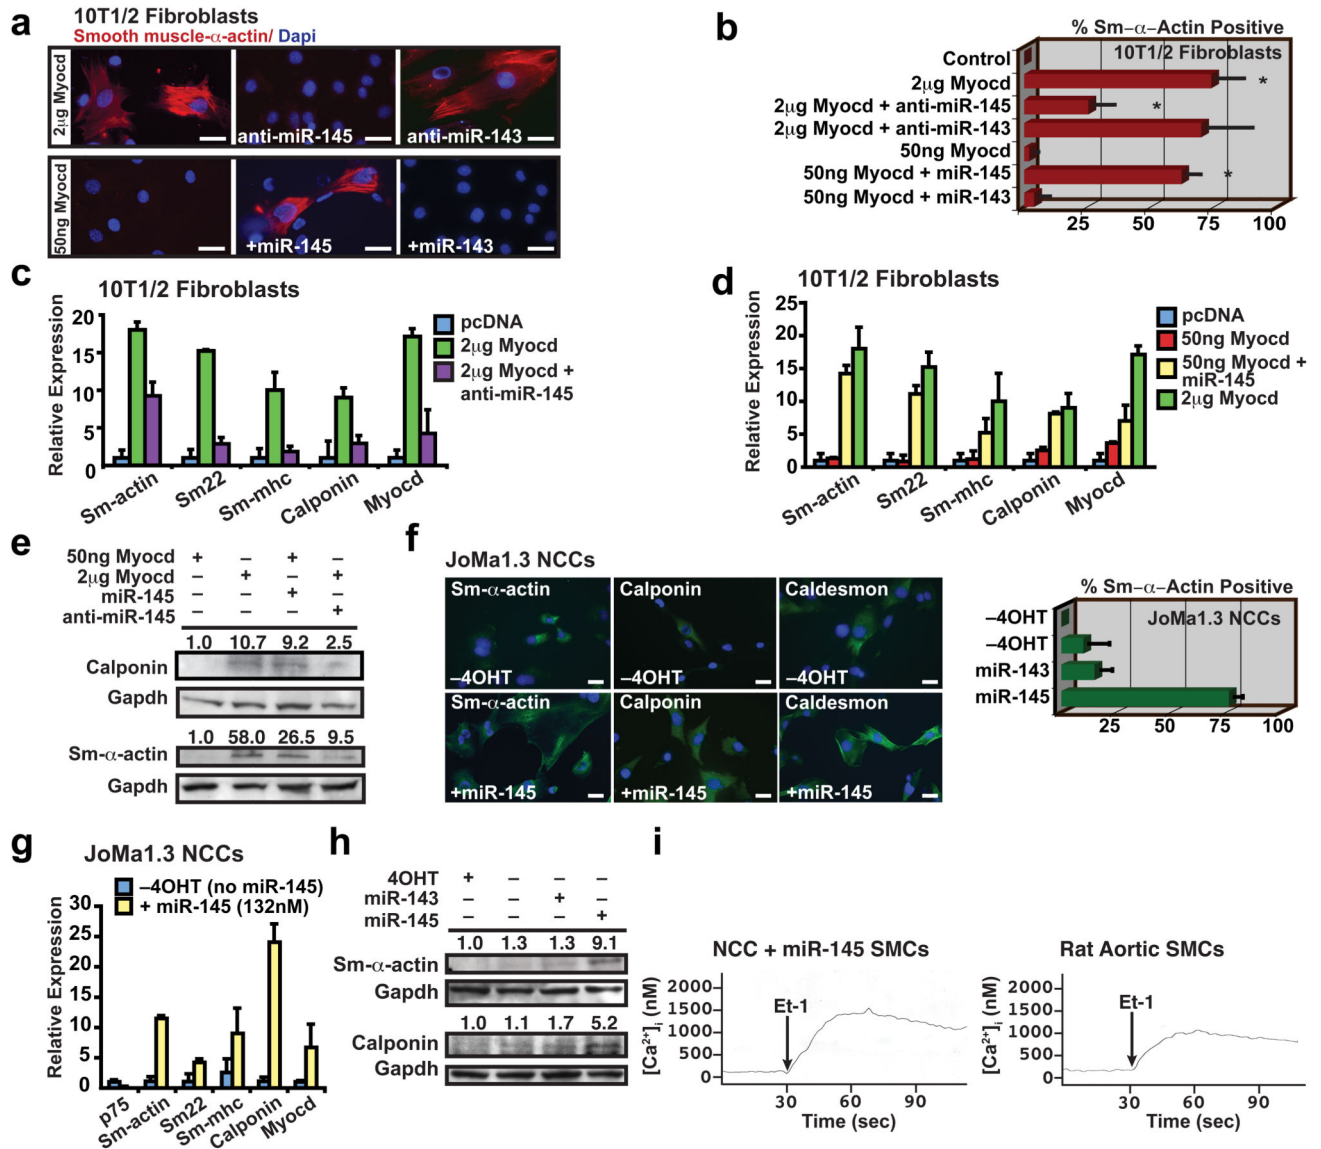 a
10T1/2 Fibroblasts
Smooth muscle-α-actin/ Dapi
2µg Myocd
anti-miR-145
anti-miR-143
50ng Myocd
+miR-145
+miR-143
b
% Sm–α–Actin Positive
10T1/2 Fibroblasts
Control
2µg Myocd
*
2µg Myocd + anti-miR-145
*
2µg Myocd + anti-miR-143
50ng Myocd
50ng Myocd + miR-145
*
50ng Myocd + miR-143
25 50 75 100
c
10T1/2 Fibroblasts
Relative Expression
20
15
10
5
0
pcDNA
2µg Myocd
2µg Myocd +
anti-miR-145
Sm-actin Sm22 Sm-mhc Calponin Myocd
d
10T1/2 Fibroblasts
Relative Expression
25
20
15
10
5
0
pcDNA
50ng Myocd
50ng Myocd +
miR-145
2µg Myocd
Sm-actin Sm22 Sm-mhc Calponin Myocd
e
50ng Myocd + – + –
2µg Myocd – + – +
miR-145 – – + –
anti-miR-145 – – – +
1.0 10.7 9.2 2.5
Calponin
Gapdh
1.0 58.0 26.5 9.5
Sm-α-actin
Gapdh
f
JoMa1.3 NCCs
Sm-α-actin Calponin Caldesmon
–4OHT –4OHT –4OHT
Sm-α-actin Calponin Caldesmon
+miR-145 +miR-145 +miR-145
% Sm–α–Actin Positive
JoMa1.3 NCCs
–4OHT
–4OHT
miR-143
miR-145
25 50 75 100
g
JoMa1.3 NCCs
–4OHT (no miR-145)
+ miR-145 (132nM)
Relative Expression
30
25
20
15
10
5
0
p75 Sm-actin Sm22 Sm-mhc Calponin Myocd
h
4OHT + – – –
miR-143 – – + –
miR-145 – – – +
1.0 1.3 1.3 9.1
Sm-α-actin
Gapdh
1.0 1.1 1.7 5.2
Calponin
Gapdh
i
NCC + miR-145 SMCs
[Ca²⁺]ᵢ (nM)
2000
1500
1000
500
0
Et-1
30 60 90
Time (sec)
Rat Aortic SMCs
[Ca²⁺]ᵢ (nM)
2000
1500
1000
500
0
Et-1
30 60 90
Time (sec)